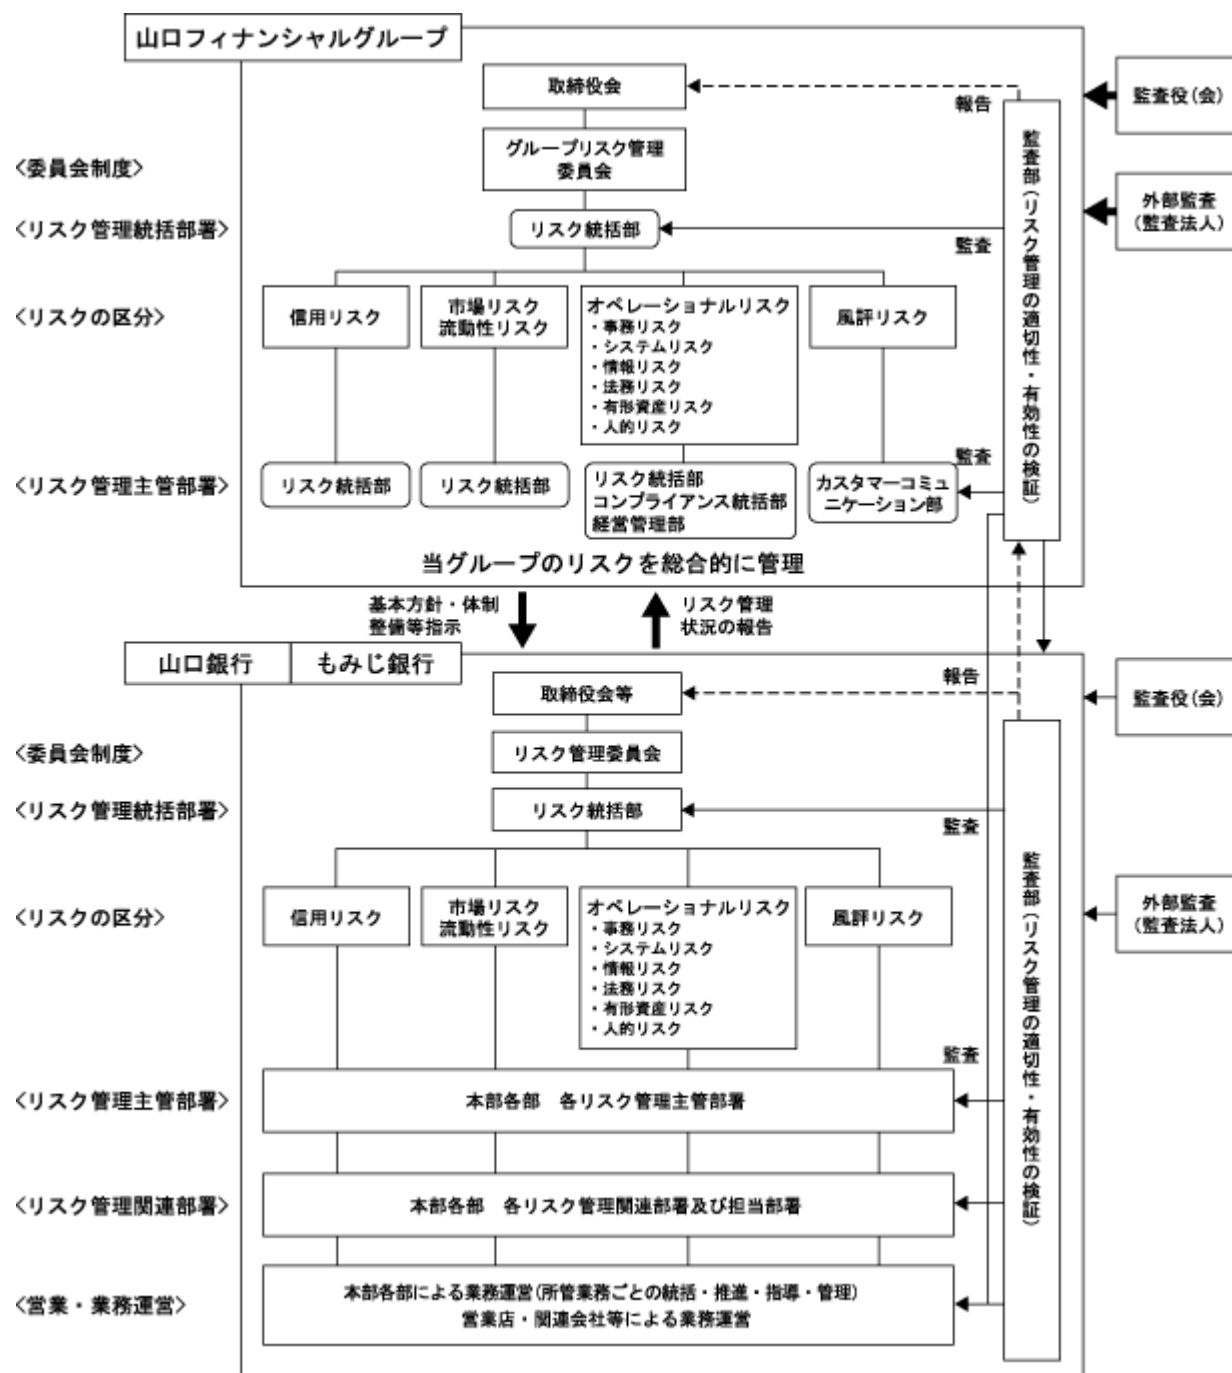 山口フィナンシャルグループ
取締役会
報告
監査役(会)
〈委員会制度〉
グループリスク管理
委員会
〈リスク管理統括部署〉
リスク統括部
監査
外部監査
(監査法人)
監査部(リスク管理の適切性・有効性の検証)
〈リスクの区分〉
信用リスク
市場リスク
流動性リスク
オペレーショナルリスク
・事務リスク
・システムリスク
・情報リスク
・法務リスク
・有形資産リスク
・人的リスク
風評リスク
監査
〈リスク管理主管部署〉
リスク統括部
リスク統括部
リスク統括部
コンプライアンス統括部
経営管理部
カスタマーコミュ
ニケーション部
当グループのリスクを総合的に管理
基本方針・体制
整備等指示
リスク管理
状況の報告
山口銀行
もみじ銀行
取締役会等
報告
監査役(会)
〈委員会制度〉
リスク管理委員会
〈リスク管理統括部署〉
リスク統括部
監査
監査部(リスク管理の適切性・有効性の検証)
外部監査
(監査法人)
〈リスクの区分〉
信用リスク
市場リスク
流動性リスク
オペレーショナルリスク
・事務リスク
・システムリスク
・情報リスク
・法務リスク
・有形資産リスク
・人的リスク
風評リスク
監査
〈リスク管理主管部署〉
本部各部　各リスク管理主管部署
〈リスク管理関連部署〉
本部各部　各リスク管理関連部署及び担当部署
〈営業・業務運営〉
本部各部による業務運営(所管業務ごとの統括・推進・指導・管理)
営業店・関連会社等による業務運営